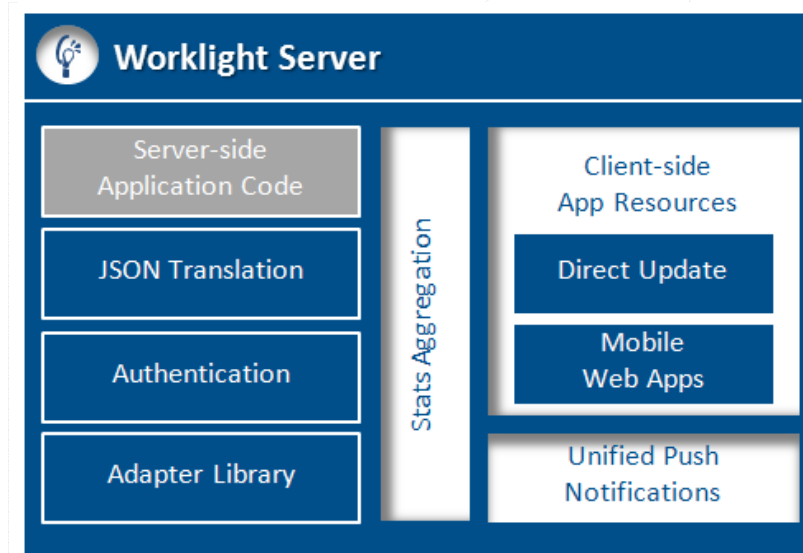 Worklight Server
Server-side
Application Code
JSON Translation
Authentication
Adapter Library
Stats Aggregation
Client-side
App Resources
Direct Update
Mobile
Web Apps
Unified Push
Notifications